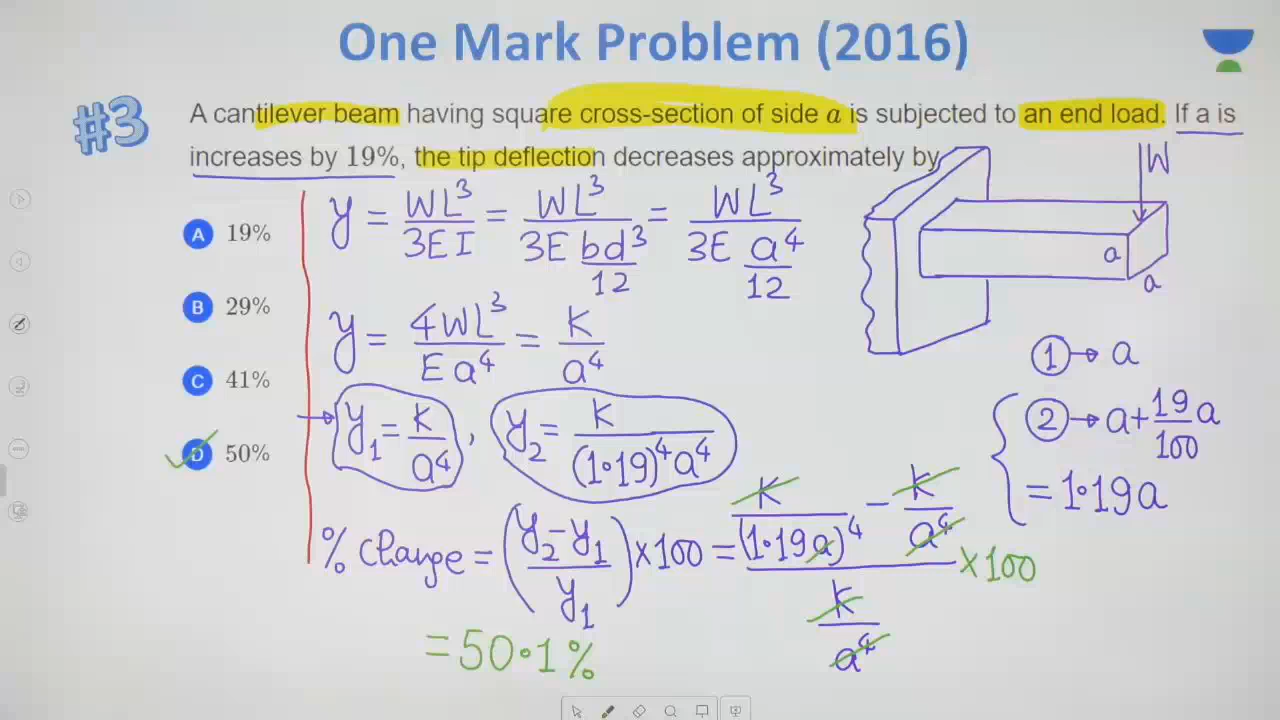 One Mark Problem (2016)
#3
A cantilever beam having square cross-section of side a is subjected to an end load. If a is
increases by 19%, the tip deflection decreases approximately by
A 19%
B 29%
C 41%
D 50%
y = WL³/3EI = WL³/(3E bd³/12) = WL³/(3E a⁴/12)
y = 4WL³/Ea⁴ = K/a⁴
y₁ = K/a⁴ , y₂ = K/(1·19)⁴a⁴
% Change = (y₂-y₁/y₁)×100 = (K/(1·19a)⁴ - K/a⁴)/(K/a⁴) ×100
= 50·1%
W
a
a
1 → a
2 → a+19/100 a
= 1·19a